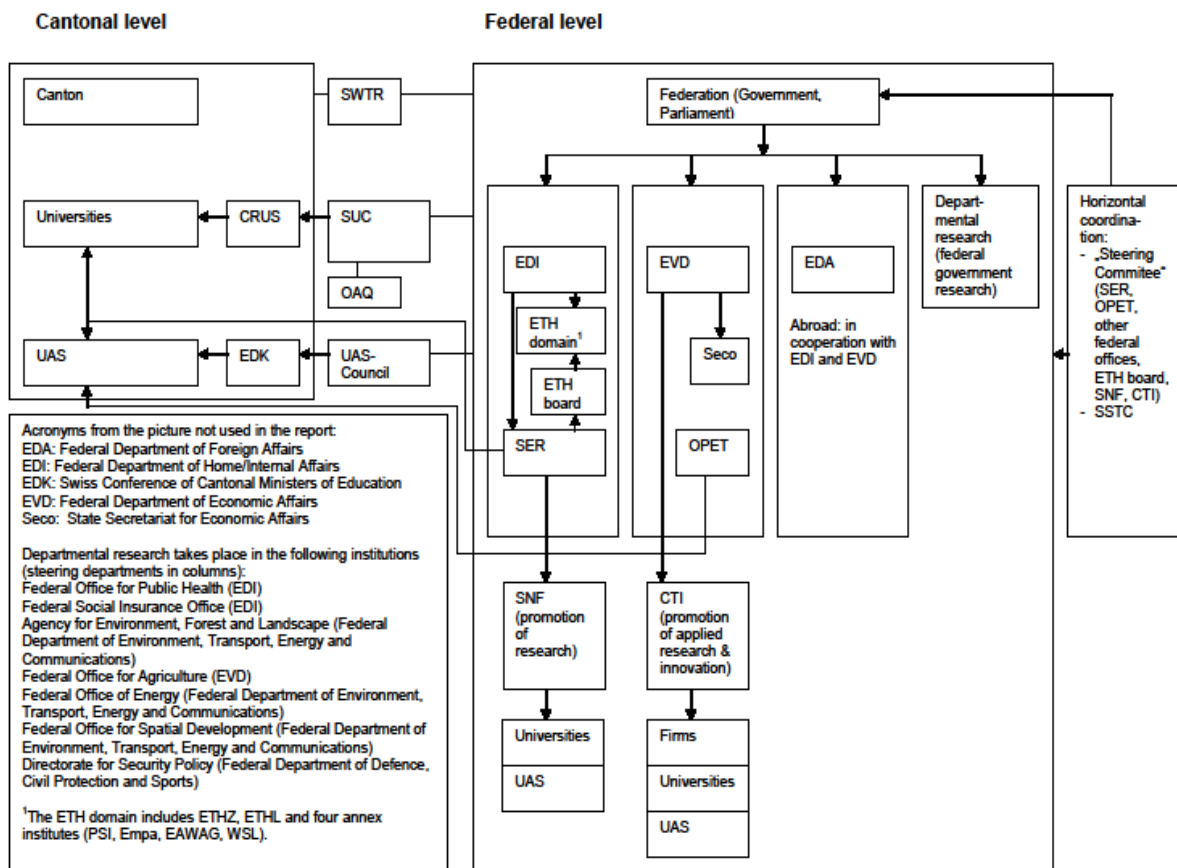 Cantonal level
Federal level
Canton
SWTR
Federation (Government,
Parliament)
Universities
CRUS
SUC
OAQ
UAS
EDK
UAS-
Council
EDI
ETH
domain¹
ETH
board
SER
EVD
Seco
OPET
EDA
Abroad: in
cooperation with
EDI and EVD
Depart-
mental
research
(federal
government
research)
Horizontal
coordina-
tion:
- „Steering
Commitee“
(SER,
OPET,
other
federal
offices,
ETH board,
SNF, CTI)
- SSTC
SNF
(promotion
of
research)
CTI
(promotion
of applied
research &
innovation)
Universities
UAS
Firms
Universities
UAS
Acronyms from the picture not used in the report:
EDA: Federal Department of Foreign Affairs
EDI: Federal Department of Home/Internal Affairs
EDK: Swiss Conference of Cantonal Ministers of Education
EVD: Federal Department of Economic Affairs
Seco: State Secretariat for Economic Affairs
Departmental research takes place in the following institutions
(steering departments in columns):
Federal Office for Public Health (EDI)
Federal Social Insurance Office (EDI)
Agency for Environment, Forest and Landscape (Federal
Department of Environment, Transport, Energy and
Communications)
Federal Office for Agriculture (EVD)
Federal Office of Energy (Federal Department of Environment,
Transport, Energy and Communications)
Federal Office for Spatial Development (Federal Department of
Environment, Transport, Energy and Communications)
Directorate for Security Policy (Federal Department of Defence,
Civil Protection and Sports)
¹The ETH domain includes ETHZ, ETHL and four annex
institutes (PSI, Empa, EAWAG, WSL).